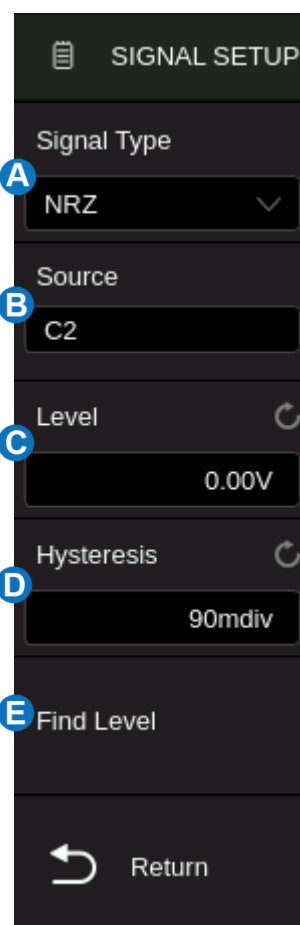 SIGNAL SETUP
Signal Type
A
NRZ
Source
B
C2
Level
C
0.00V
Hysteresis
D
90mdiv
E Find Level
Return